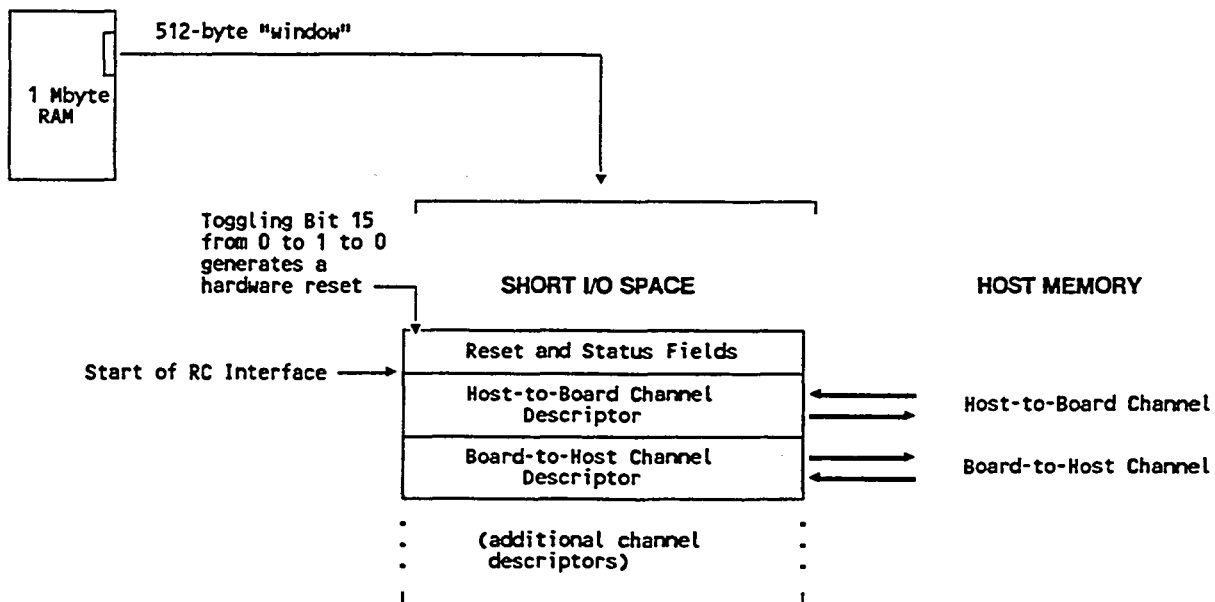 512-byte "window"
1 Mbyte
RAM
Toggling Bit 15
from 0 to 1 to 0
generates a
hardware reset
SHORT I/O SPACE
HOST MEMORY
Reset and Status Fields
Start of RC Interface
Host-to-Board Channel
Descriptor
Host-to-Board Channel
Board-to-Host Channel
Descriptor
Board-to-Host Channel
(additional channel
descriptors)